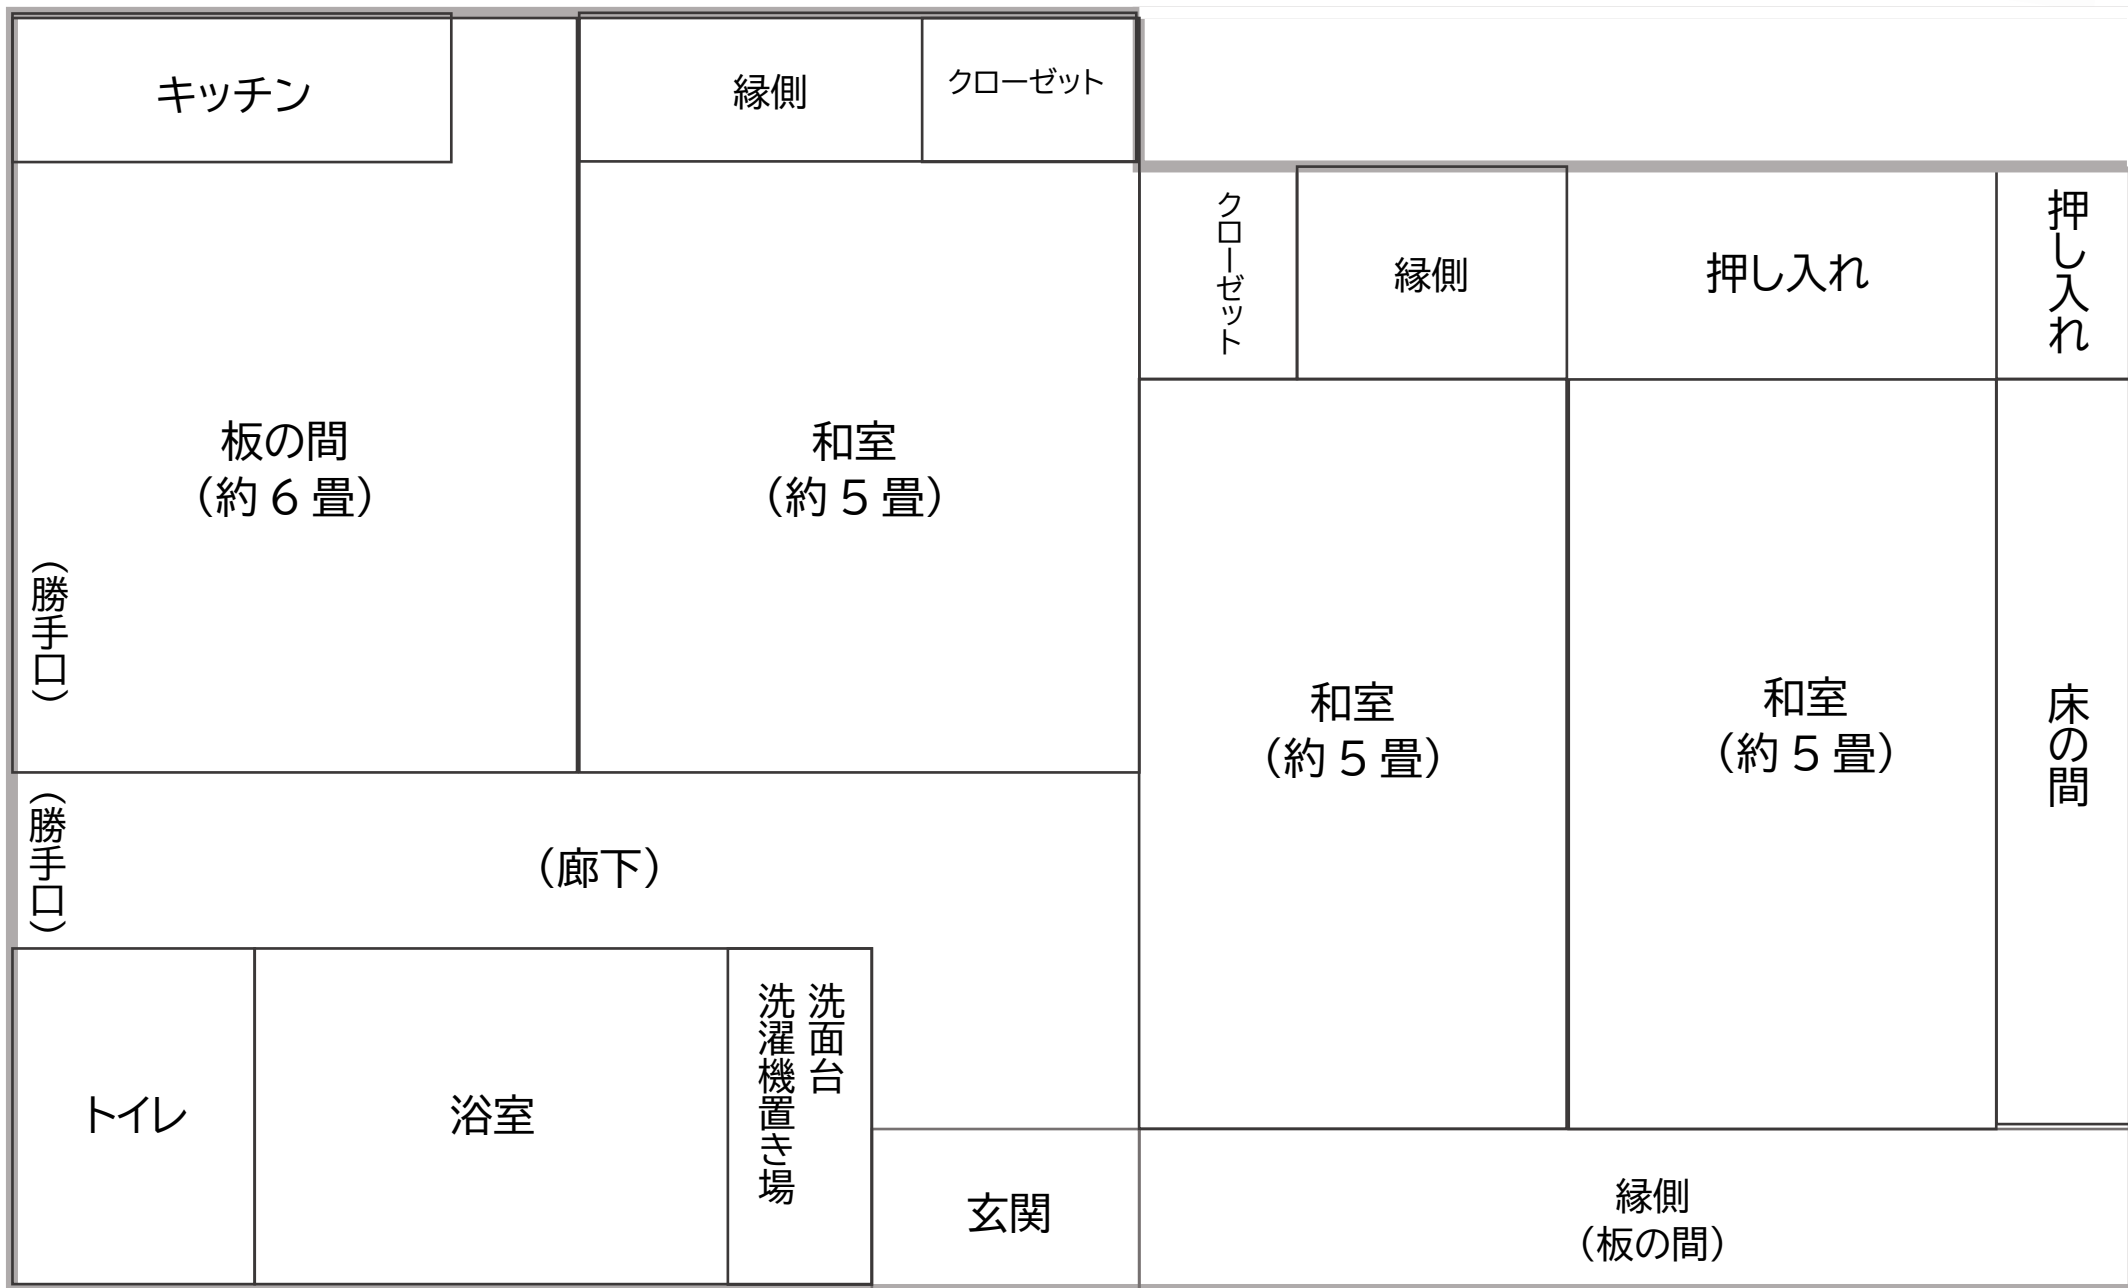 キッチン
縁側
クローゼット
クローゼット
縁側
押し入れ
押し入れ
板の間
（約6畳）
和室
（約5畳）
（勝手口）
和室
（約5畳）
和室
（約5畳）
床の間
（勝手口）
（廊下）
トイレ
浴室
洗面台
洗濯機置き場
玄関
縁側
（板の間）